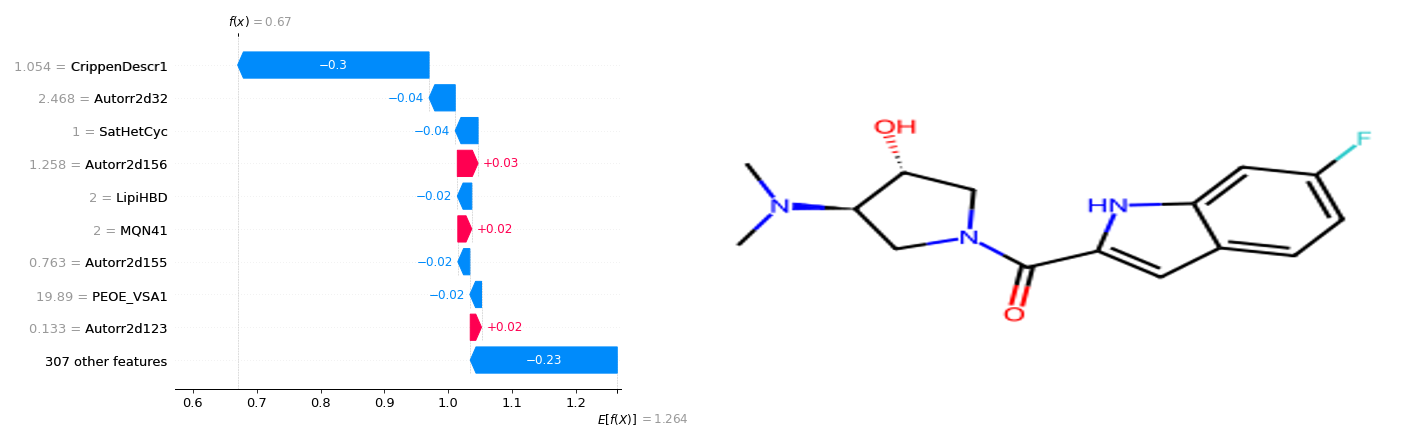 f(x) = 0.67
1.054 = CrippenDescr1
−0.3
2.468 = Autorr2d32
−0.04
1 = SatHetCyc
−0.04
1.258 = Autorr2d156
+0.03
2 = LipiHBD
−0.02
2 = MQN41
+0.02
0.763 = Autorr2d155
−0.02
19.89 = PEOE_VSA1
−0.02
0.133 = Autorr2d123
+0.02
307 other features
−0.23
0.6 0.7 0.8 0.9 1.0 1.1 1.2
E[f(X)] = 1.264
OH
F
N
HN
N
O